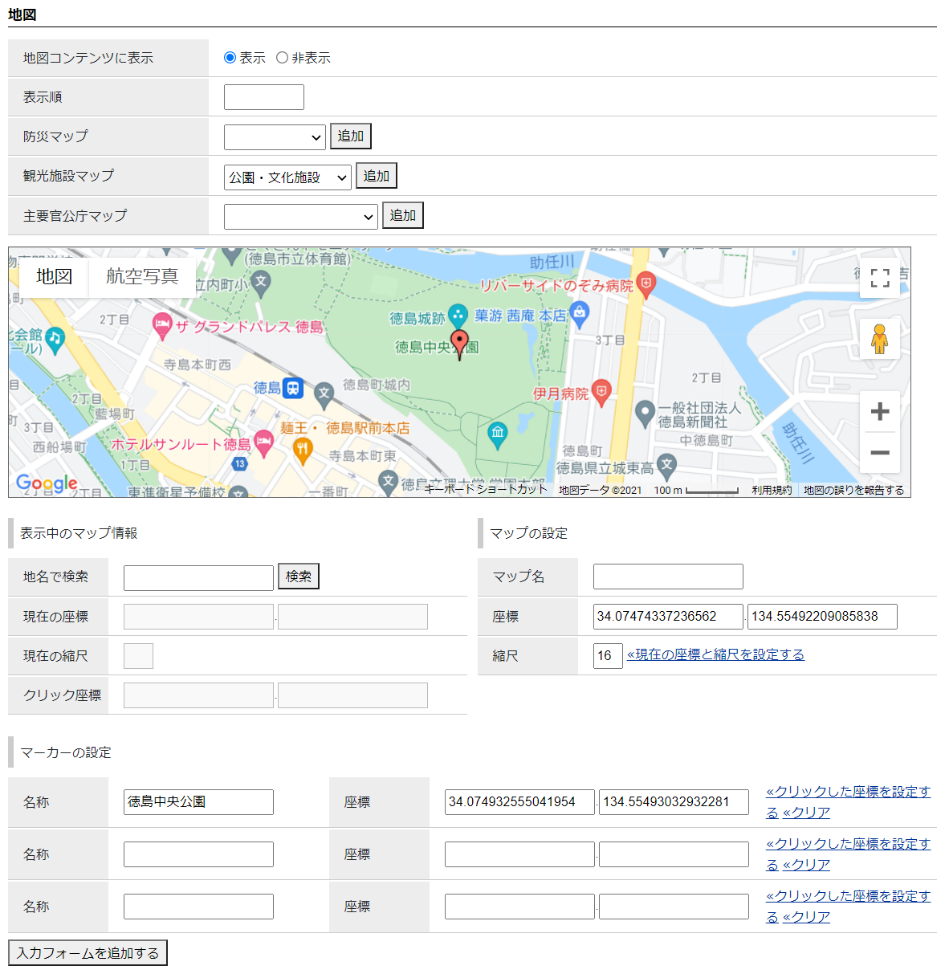 地図
地図コンテンツに表示 表示 非表示
表示順
防災マップ 追加
観光施設マップ 公園・文化施設 追加
主要官公庁マップ 追加
地図 航空写真
(徳島市立体育館)
助任川
立内町小
リバーサイドのぞみ病院
2丁目
ザ グランドパレス 徳島
徳島城跡
菓游 茜庵 本店
会館
ール)
徳島中央公園
3丁目
寺島本町西
2丁目
徳島
徳島町城内
伊月病院
2丁目
藍場町
一般社団法人
徳島新聞社
3丁目
麺王・徳島駅前本店
中徳島町
西船場町
ホテルサンルート徳島
助任川
1丁目
13
寺島本町東
徳島町
徳島県立城東高
Google
2丁目
東進衛星予備校
一番町
キーボード ショートカット 地図データ ©2021 100 m 利用規約 地図の誤りを報告する
表示中のマップ情報
地名で検索 検索
現在の座標 ,
現在の縮尺
クリック座標 ,
マップの設定
マップ名
座標 34.07474337236562 , 134.55492209085838
縮尺 16 «現在の座標と縮尺を設定する
マーカーの設定
名称 徳島中央公園 座標 34.074932555041954 , 134.55493032932281 «クリックした座標を設定す
る «クリア
名称 座標 , «クリックした座標を設定す
る «クリア
名称 座標 , «クリックした座標を設定す
る «クリア
入力フォームを追加する